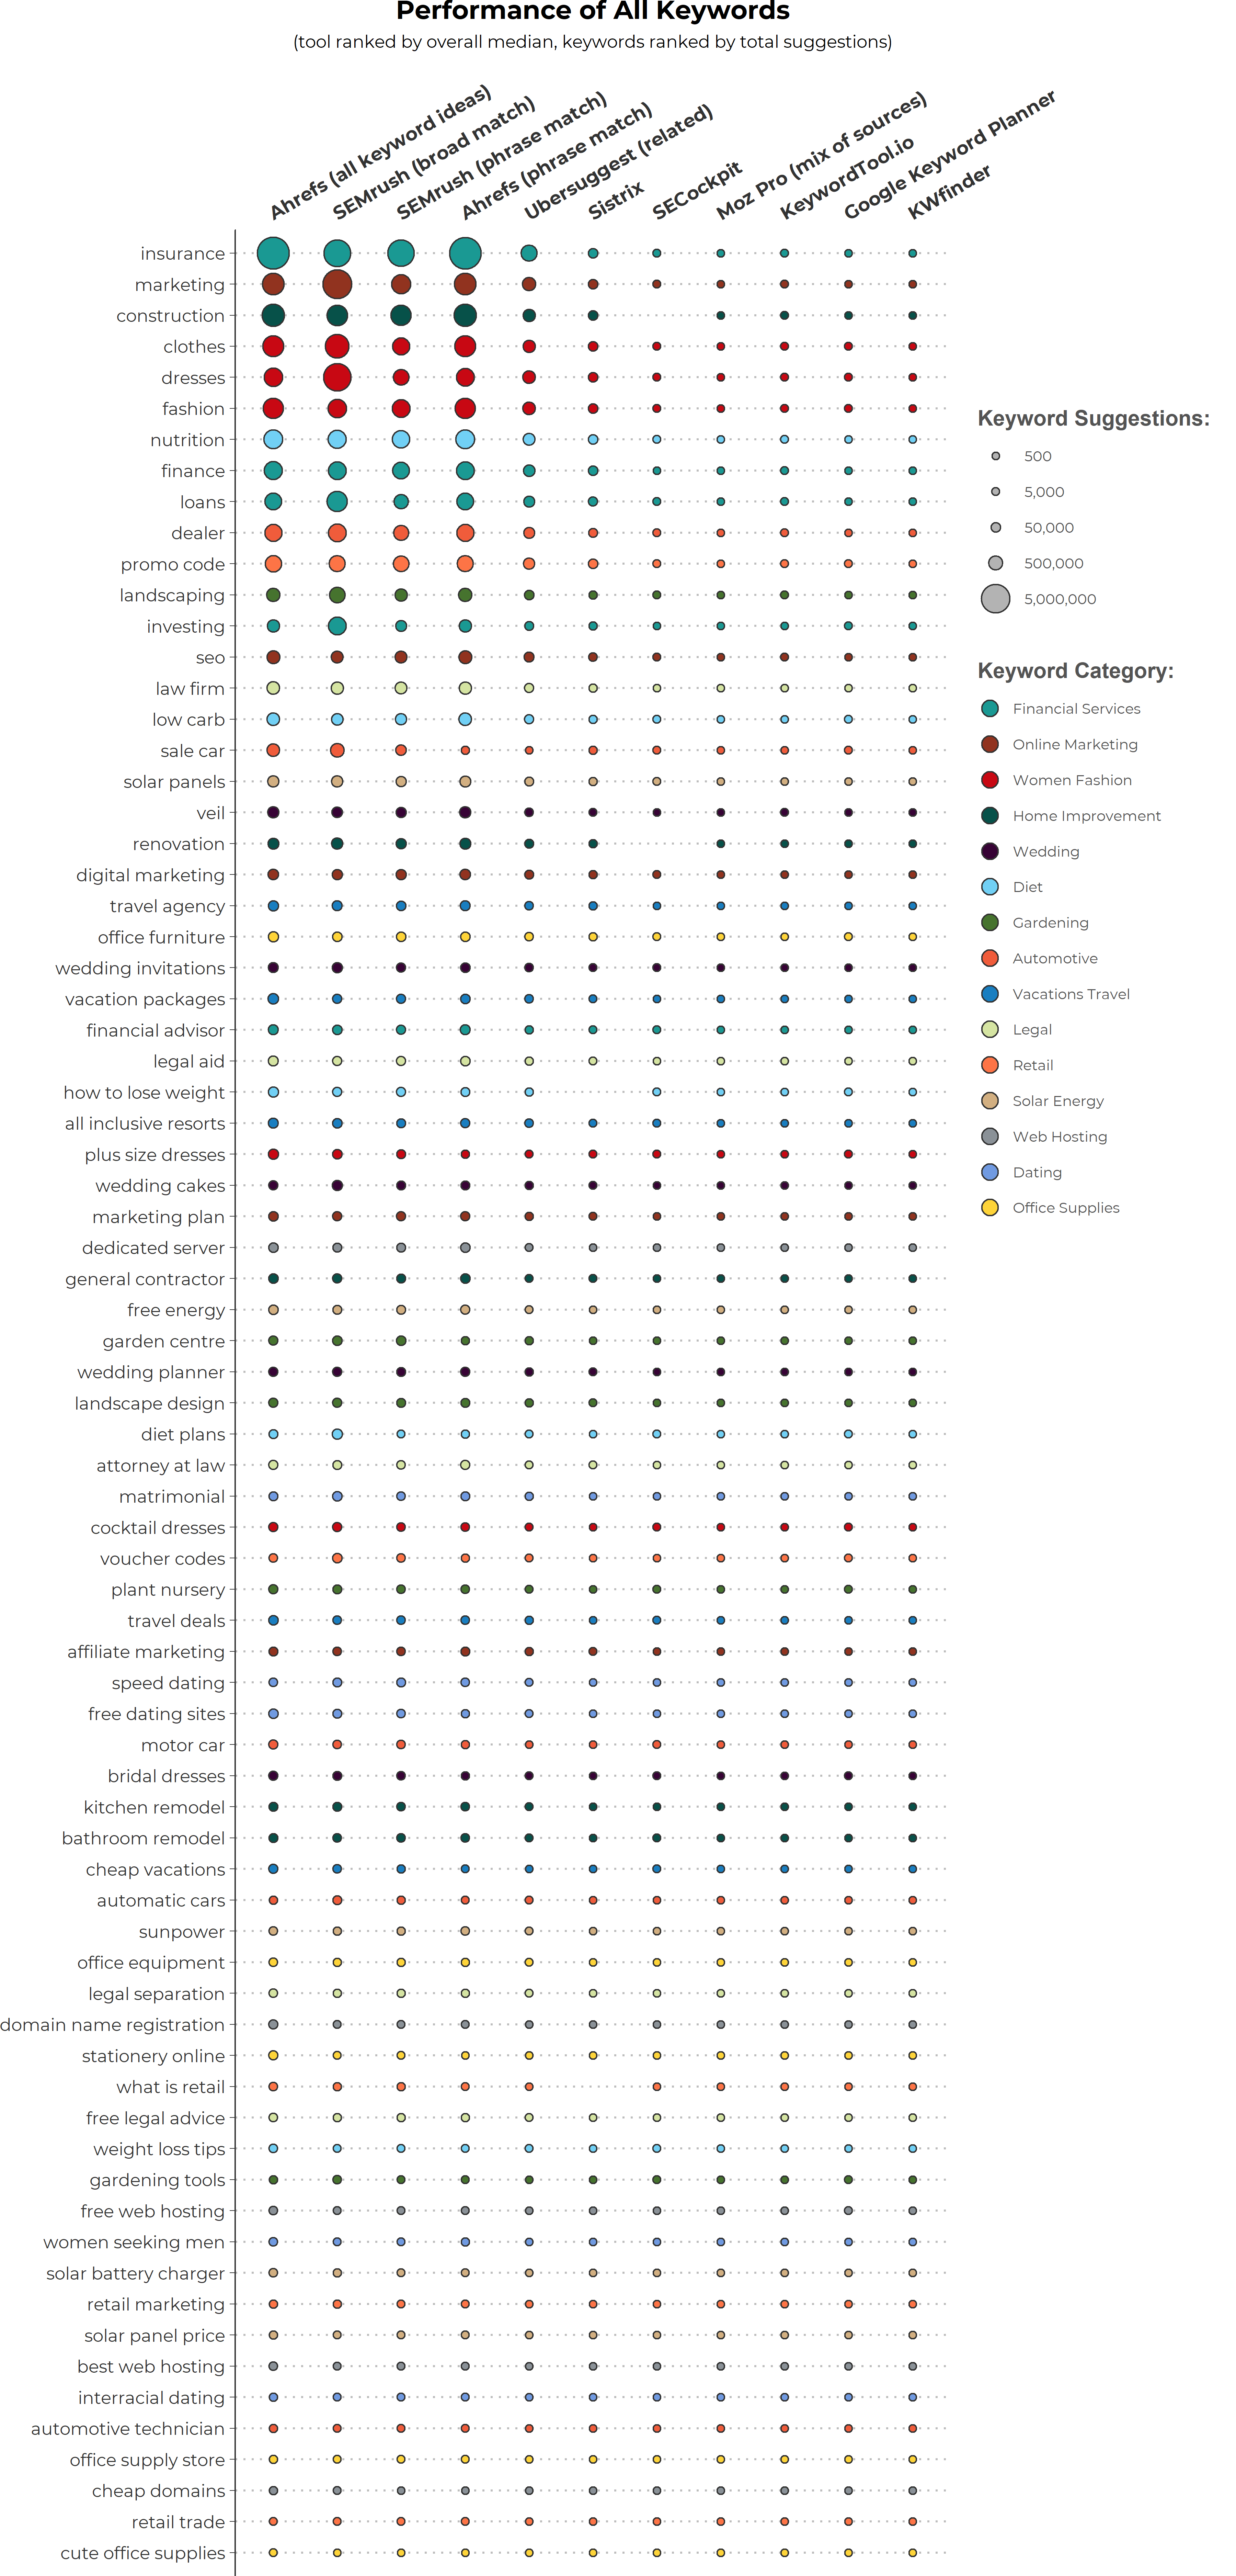 Performance of All Keywords
(tool ranked by overall median, keywords ranked by total suggestions)
Ahrefs (all keyword ideas)
SEMrush (broad match)
SEMrush (phrase match)
Ahrefs (phrase match)
Ubersuggest (related)
Sistrix
SECockpit
Moz Pro (mix of sources)
KeywordTool.io
Google Keyword Planner
KWfinder
insurance
marketing
construction
clothes
dresses
fashion
nutrition
finance
loans
dealer
promo code
landscaping
investing
seo
law firm
low carb
sale car
solar panels
veil
renovation
digital marketing
travel agency
office furniture
wedding invitations
vacation packages
financial advisor
legal aid
how to lose weight
all inclusive resorts
plus size dresses
wedding cakes
marketing plan
dedicated server
general contractor
free energy
garden centre
wedding planner
landscape design
diet plans
attorney at law
matrimonial
cocktail dresses
voucher codes
plant nursery
travel deals
affiliate marketing
speed dating
free dating sites
motor car
bridal dresses
kitchen remodel
bathroom remodel
cheap vacations
automatic cars
sunpower
office equipment
legal separation
domain name registration
stationery online
what is retail
free legal advice
weight loss tips
gardening tools
free web hosting
women seeking men
solar battery charger
retail marketing
solar panel price
best web hosting
interracial dating
automotive technician
office supply store
cheap domains
retail trade
cute office supplies
Keyword Suggestions:
500
5,000
50,000
500,000
5,000,000
Keyword Category:
Financial Services
Online Marketing
Women Fashion
Home Improvement
Wedding
Diet
Gardening
Automotive
Vacations Travel
Legal
Retail
Solar Energy
Web Hosting
Dating
Office Supplies